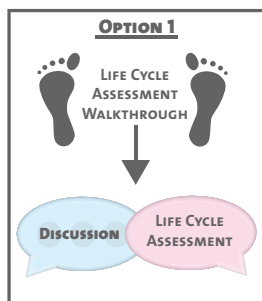 OPTION 1
LIFE CYCLE
ASSESSMENT
WALKTHROUGH
DISCUSSION
LIFE CYCLE
ASSESSMENT